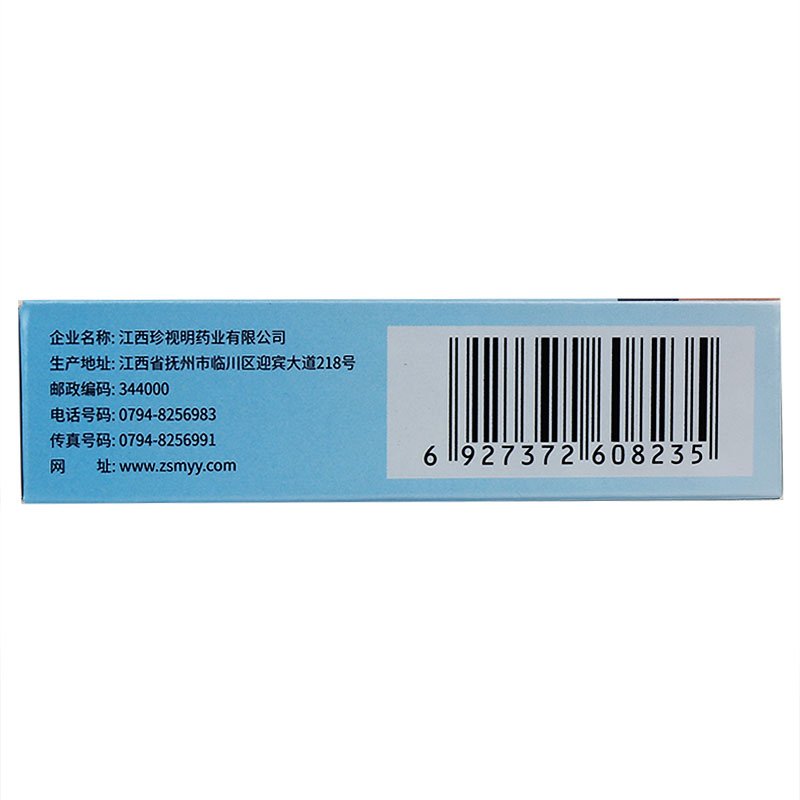 企业名称: 江西珍视明药业有限公司
生产地址: 江西省抚州市临川区迎宾大道218号
邮政编码: 344000
电话号码: 0794-8256983
传真号码: 0794-8256991
网 址: www.zsmyy.com
6 927372 608235